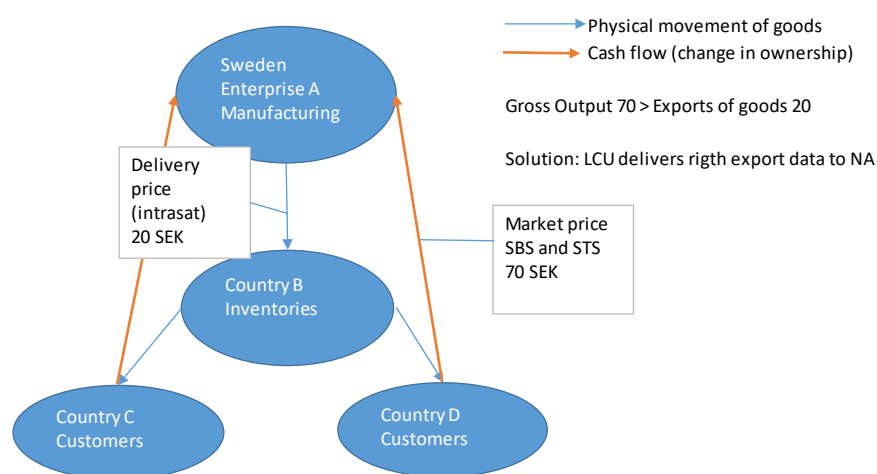 Physical movement of goods
Cash flow (change in ownership)
Sweden
Enterprise A
Manufacturing
Gross Output 70 > Exports of goods 20
Solution: LCU delivers rigth export data to NA
Delivery
price
(intrasat)
20 SEK
Market price
SBS and STS
70 SEK
Country B
Inventories
Country C
Customers
Country D
Customers